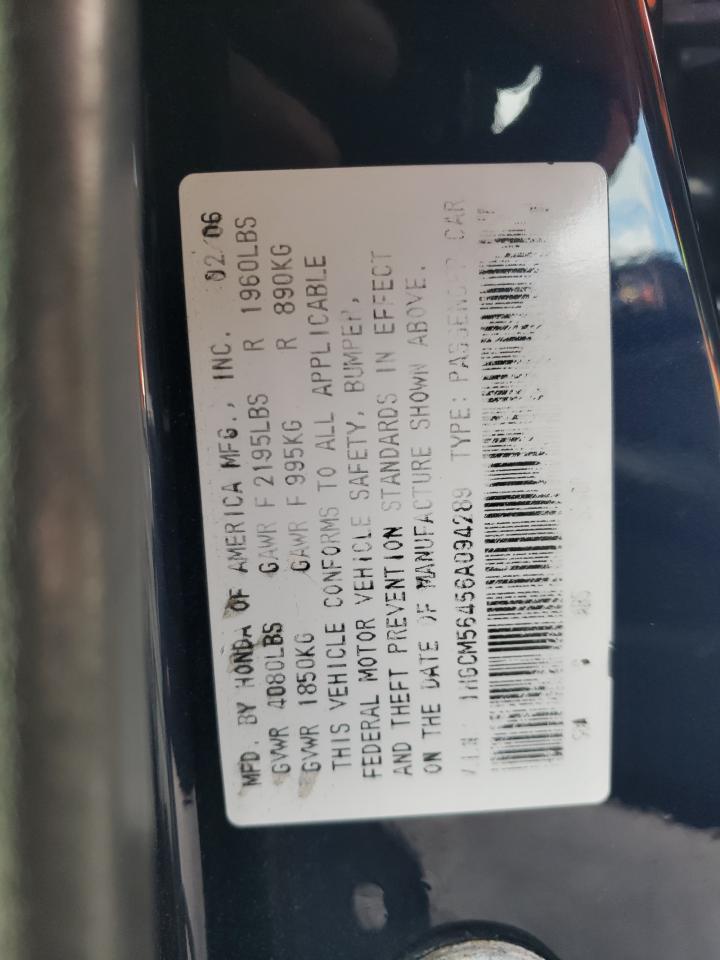 MFD. BY HONDA OF AMERICA MFG., INC. 02/06
GVWR 4080LBS GAWR F 2195LBS R 1960LBS
GVWR 1850KG GAWR F 995KG R 890KG
THIS VEHICLE CONFORMS TO ALL APPLICABLE
FEDERAL MOTOR VEHICLE SAFETY, BUMPER,
AND THEFT PREVENTION STANDARDS IN EFFECT
ON THE DATE OF MANUFACTURE SHOWN ABOVE.
V.I.N.: 1HGCM56456A094289 TYPE: PASSENGER CAR